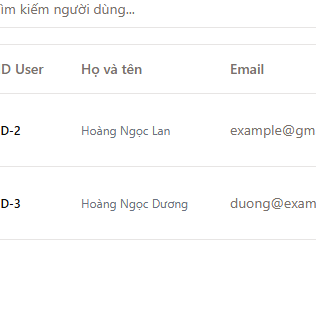 ìm kiếm người dùng...
D User Họ và tên Email
D-2 Hoàng Ngọc Lan example@gm
D-3 Hoàng Ngọc Dương duong@exam